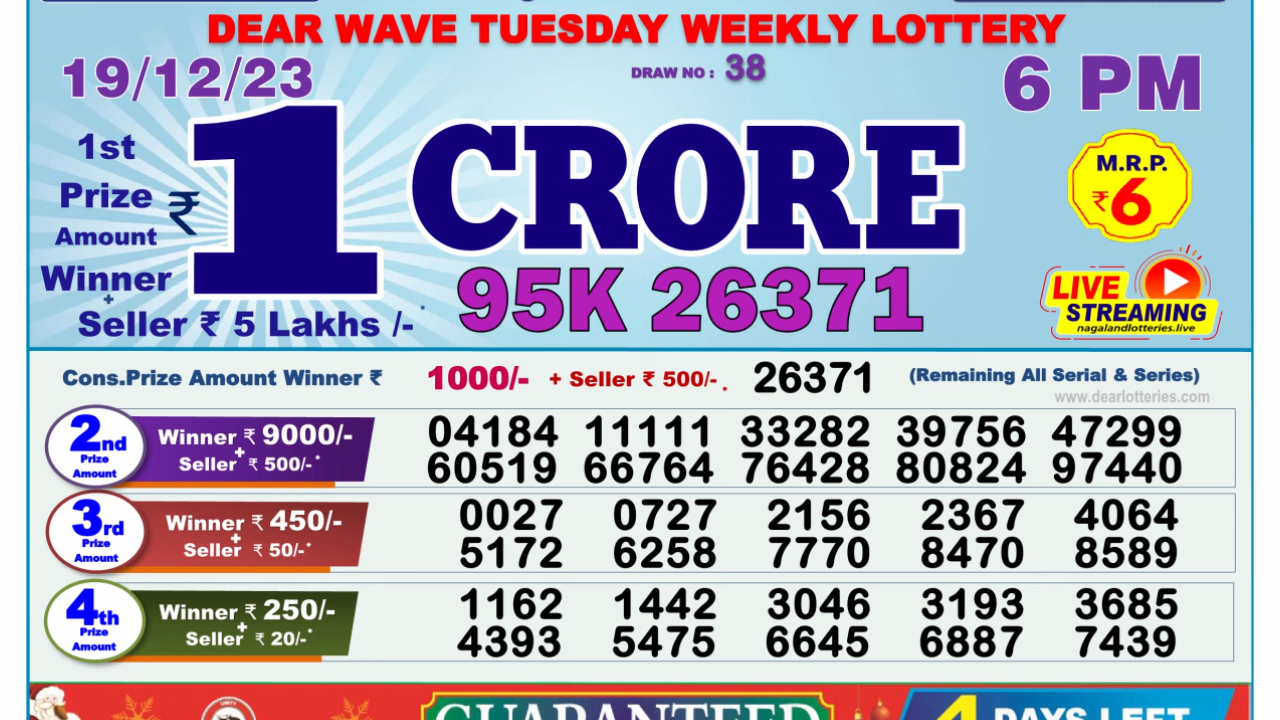 DEAR WAVE TUESDAY WEEKLY LOTTERY
19/12/23
DRAW NO : 38
6 PM
1st
Prize
Amount
Winner
+
Seller ₹ 5 Lakhs /-
₹ 1 CRORE
95K 26371
M.R.P.
₹6
LIVE
STREAMING
nagalandlotteries.live
Cons.Prize Amount Winner ₹ 1000/- + Seller ₹ 500/- . 26371 (Remaining All Serial & Series)
www.dearlotteries.com
2nd
Prize
Amount
Winner ₹ 9000/-
+
Seller ₹ 500/-*
04184 11111 33282 39756 47299
60519 66764 76428 80824 97440
3rd
Prize
Amount
Winner ₹ 450/-
+
Seller ₹ 50/-*
0027 0727 2156 2367 4064
5172 6258 7770 8470 8589
4th
Prize
Amount
Winner ₹ 250/-
+
Seller ₹ 20/-*
1162 1442 3046 3193 3685
4393 5475 6645 6887 7439
UNITY
GUARANTEED
4 DAYS LEFT